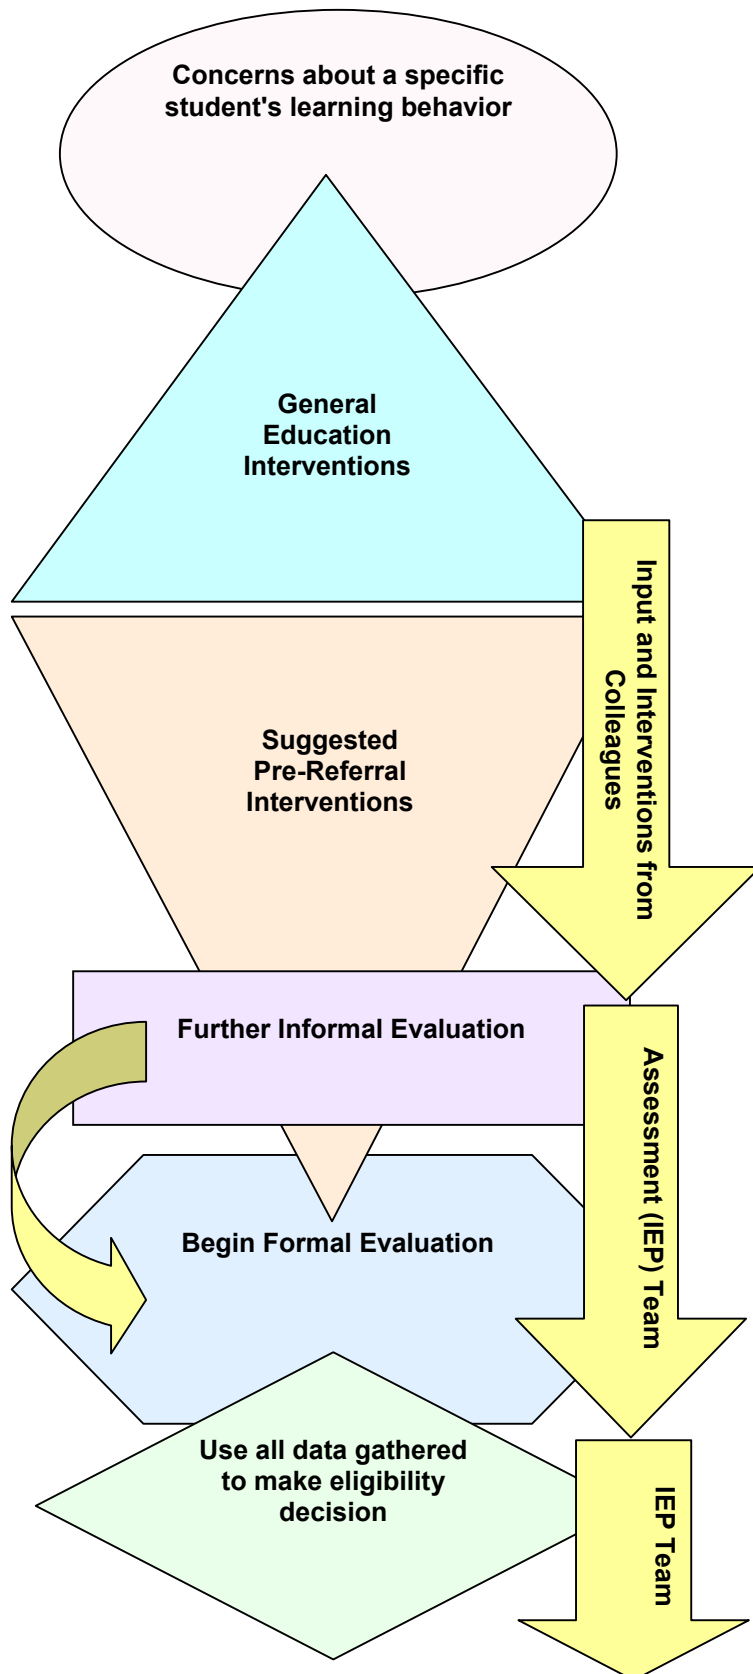 Concerns about a specific
student's learning behavior
General
Education
Interventions
Input and Interventions from
Colleagues
Suggested
Pre-Referral
Interventions
Further Informal Evaluation
Assessment (IEP) Team
Begin Formal Evaluation
Use all data gathered
to make eligibility
decision
IEP Team